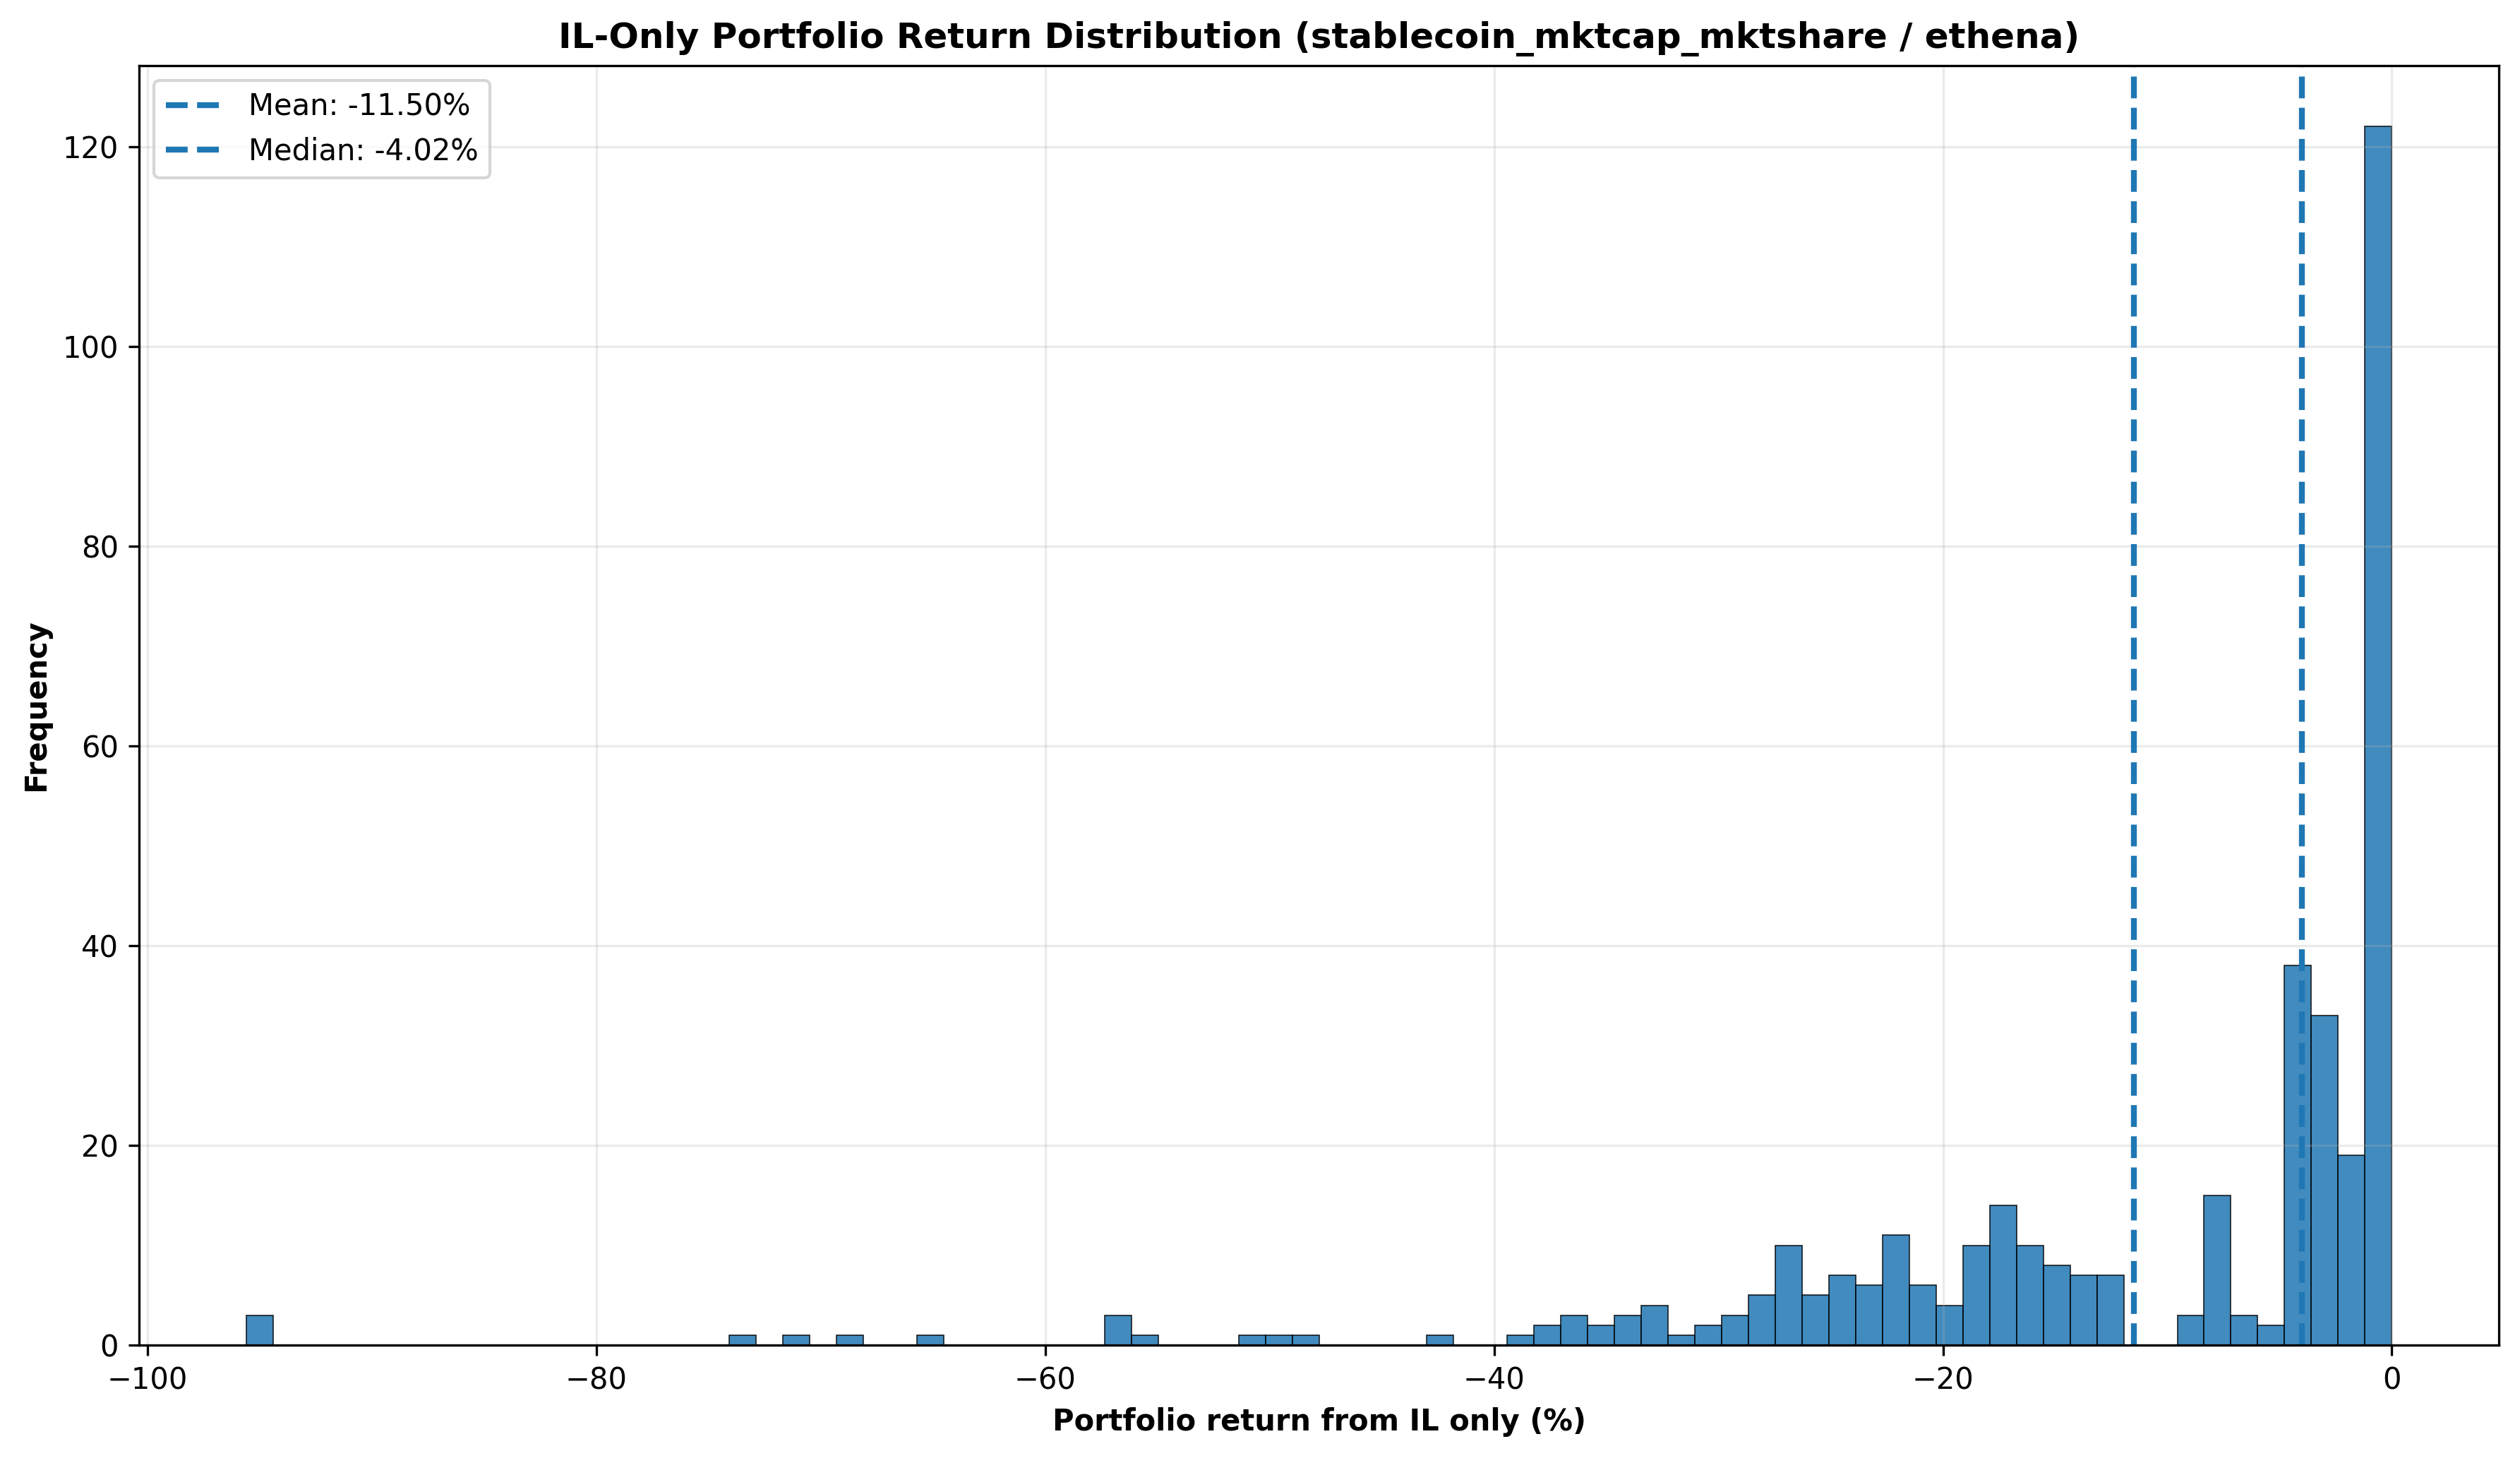 IL-Only Portfolio Return Distribution (stablecoin_mktcap_mktshare / ethena)
Mean: -11.50%
Median: -4.02%
120
100
80
60
40
20
0
Frequency
−100
−80
−60
−40
−20
0
Portfolio return from IL only (%)